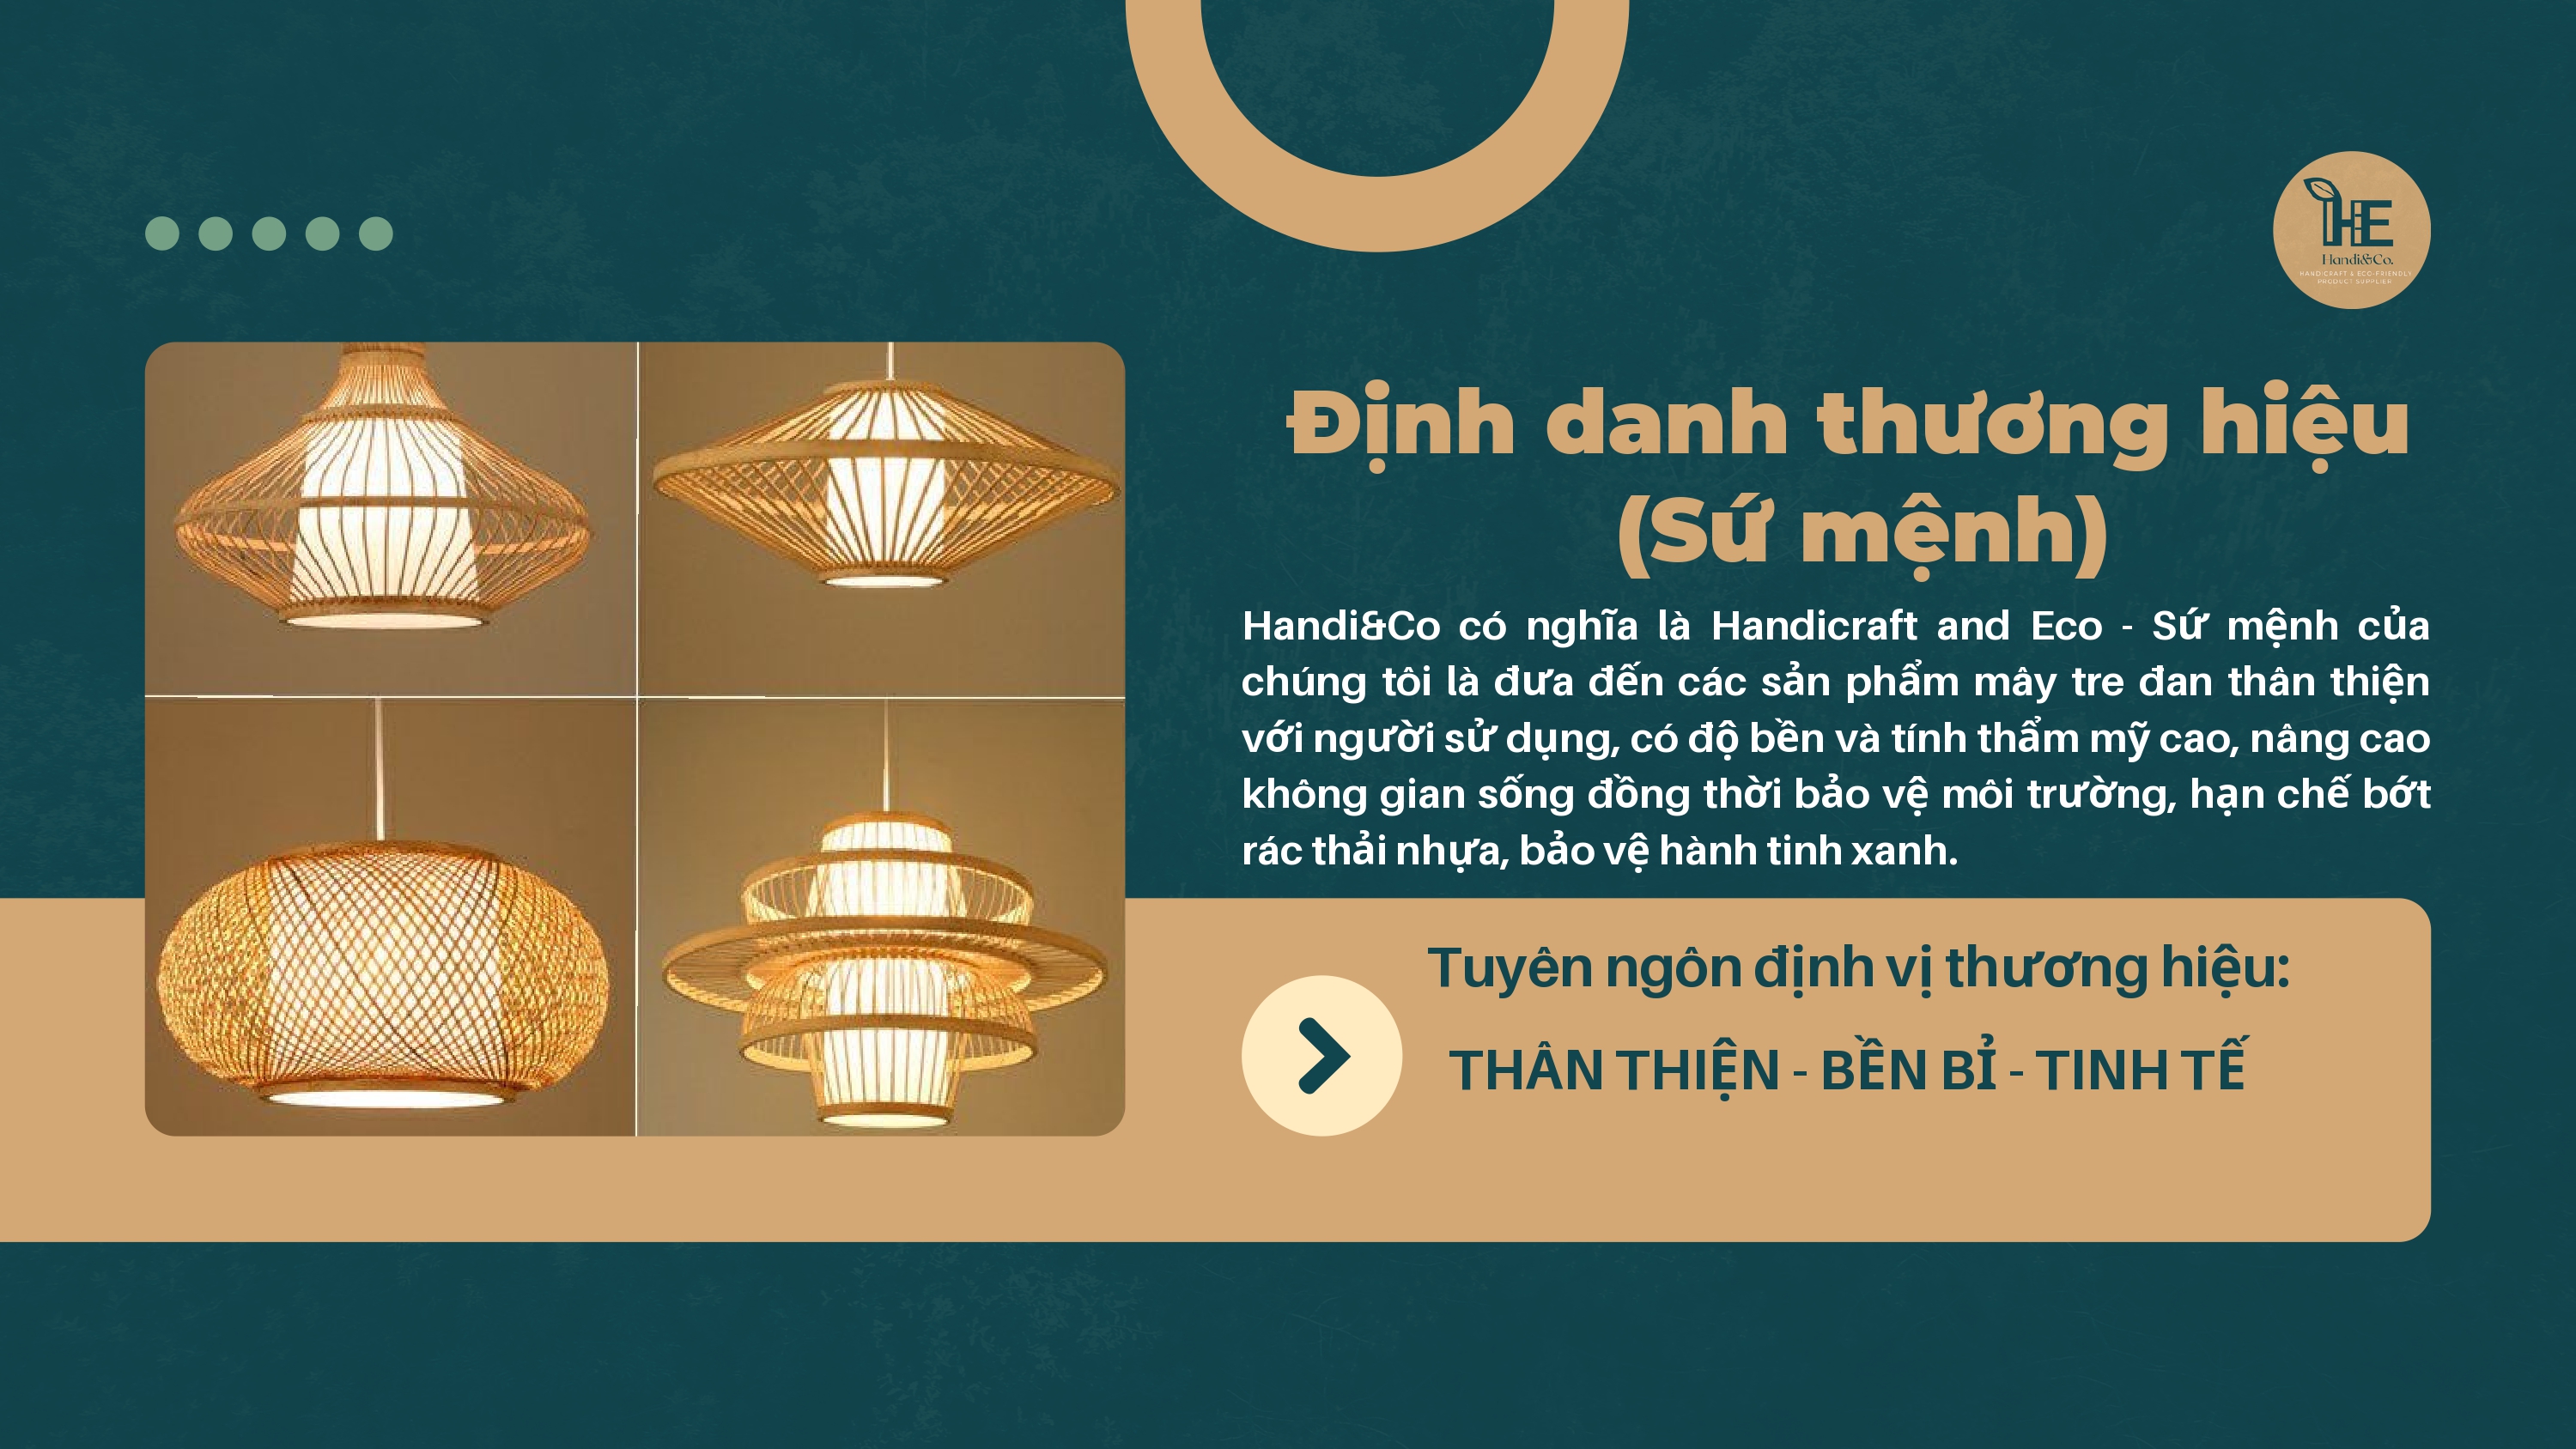 HE
Handi&Co.
HANDICRAFT & ECO-FRIENDLY
PRODUCT SUPPLIER
Định danh thương hiệu
(Sứ mệnh)
Handi&Co có nghĩa là Handicraft and Eco - Sứ mệnh của
chúng tôi là đưa đến các sản phẩm mây tre đan thân thiện
với người sử dụng, có độ bền và tính thẩm mỹ cao, nâng cao
không gian sống đồng thời bảo vệ môi trường, hạn chế bớt
rác thải nhựa, bảo vệ hành tinh xanh.
Tuyên ngôn định vị thương hiệu:
THÂN THIỆN - BỀN BỈ - TINH TẾ